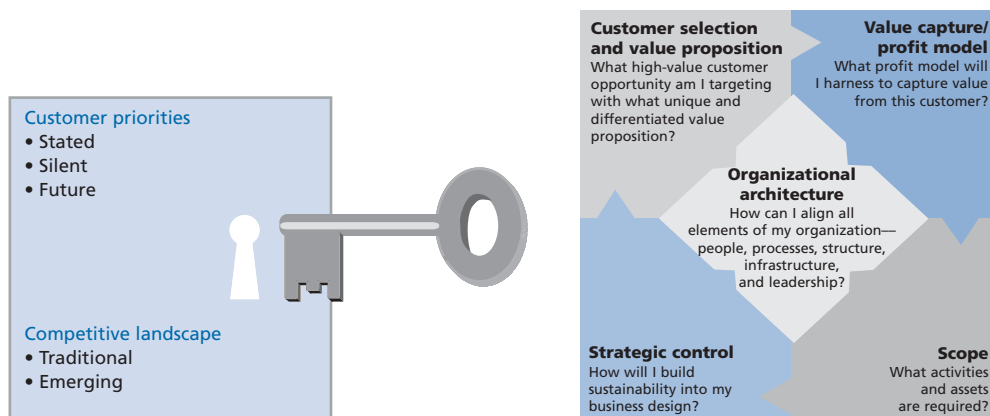 Customer priorities
• Stated
• Silent
• Future
Competitive landscape
• Traditional
• Emerging
Customer selection
and value proposition
What high-value customer
opportunity am I targeting
with what unique and
differentiated value
proposition?
Value capture/
profit model
What profit model will
I harness to capture value
from this customer?
Organizational
architecture
How can I align all
elements of my organization—
people, processes, structure,
infrastructure,
and leadership?
Strategic control
How will I build
sustainability into my
business design?
Scope
What activities
and assets
are required?